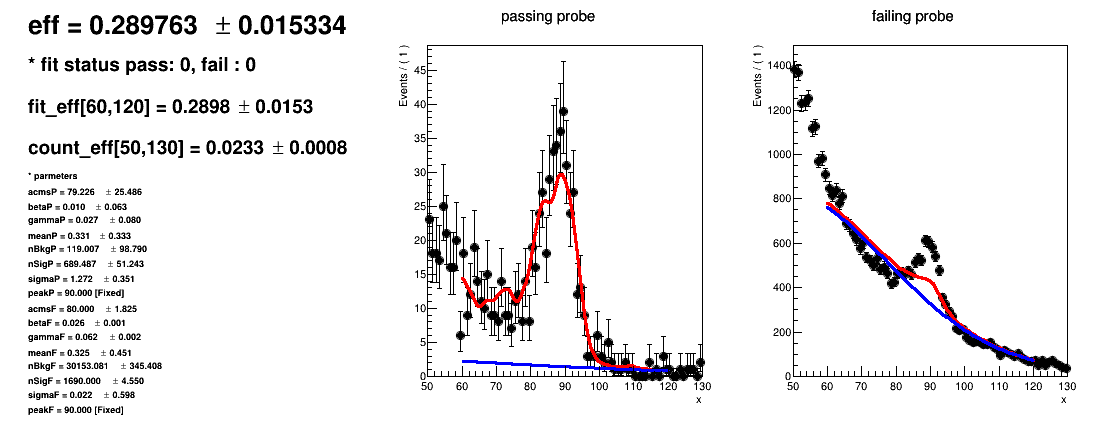 eff = 0.289763 ± 0.015334
* fit status pass: 0, fail : 0
fit_eff[60,120] = 0.2898 ± 0.0153
count_eff[50,130] = 0.0233 ± 0.0008
* parmeters
acmsP = 79.226 ± 25.486
betaP = 0.010 ± 0.063
gammaP = 0.027 ± 0.080
meanP = 0.331 ± 0.333
nBkgP = 119.007 ± 98.790
nSigP = 689.487 ± 51.243
sigmaP = 1.272 ± 0.351
peakP = 90.000 [Fixed]
acmsF = 80.000 ± 1.825
betaF = 0.026 ± 0.001
gammaF = 0.062 ± 0.002
meanF = 0.325 ± 0.451
nBkgF = 30153.081 ± 345.408
nSigF = 1690.000 ± 4.550
sigmaF = 0.022 ± 0.598
peakF = 90.000 [Fixed]
passing probe
Events / ( 1 )
45
40
35
30
25
20
15
10
5
0
50 60 70 80 90 100 110 120 130
x
failing probe
Events / ( 1 )
1400
1200
1000
800
600
400
200
0
50 60 70 80 90 100 110 120 130
x